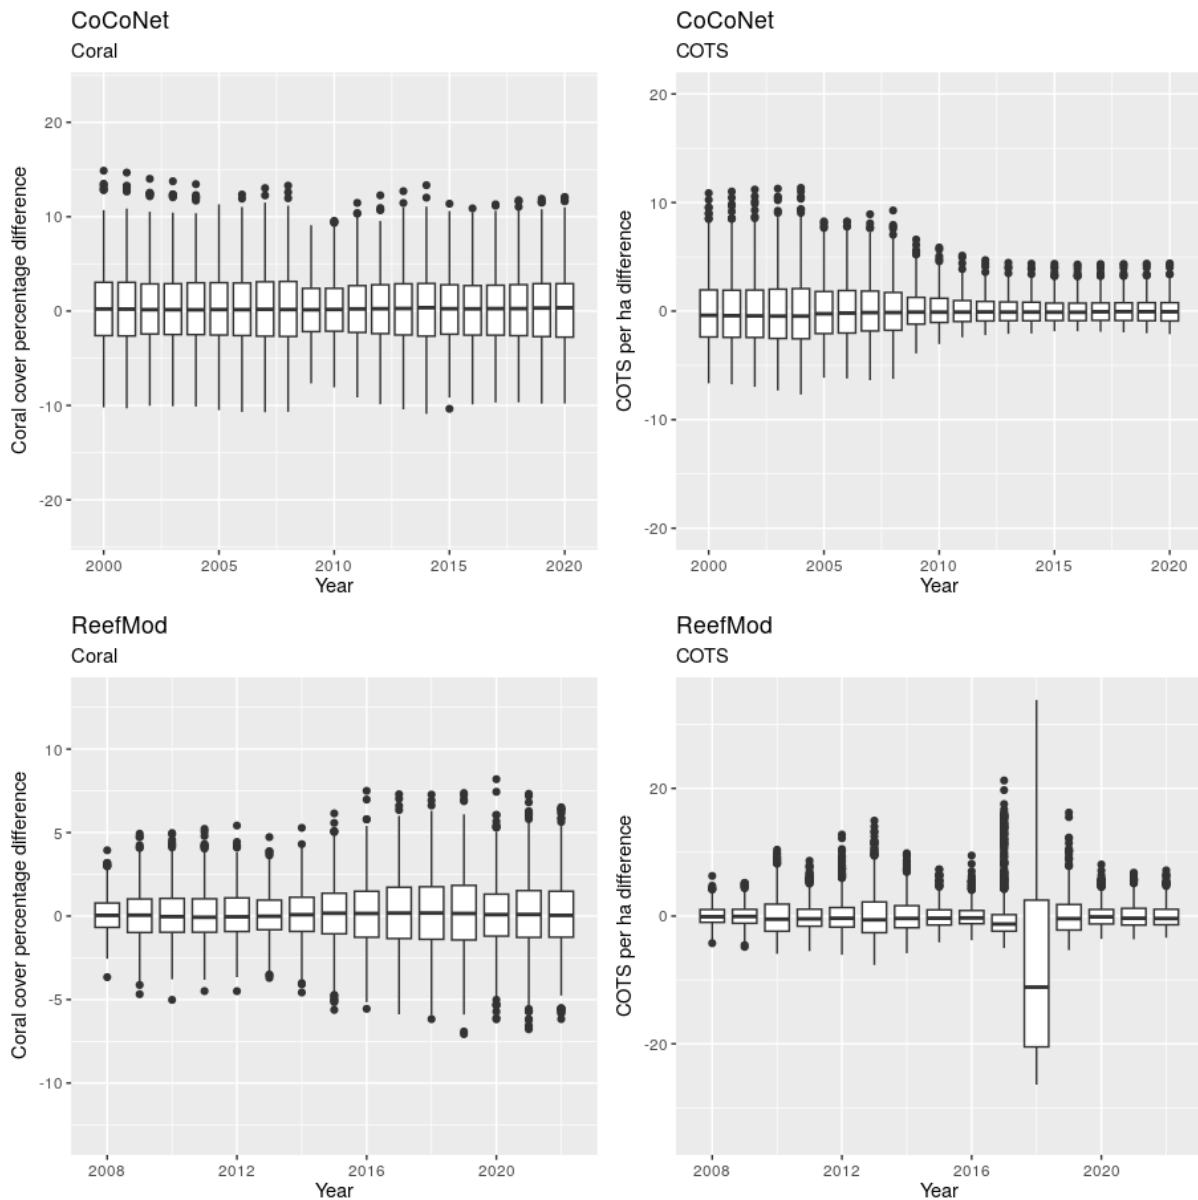 CoCoNet
Coral
Coral cover percentage difference
20
10
0
-10
-20
2000 2005 2010 2015 2020
Year
CoCoNet
COTS
COTS per ha difference
20
10
0
-10
-20
2000 2005 2010 2015 2020
Year
ReefMod
Coral
Coral cover percentage difference
10
5
0
-5
-10
2008 2012 2016 2020
Year
ReefMod
COTS
COTS per ha difference
20
0
-20
2008 2012 2016 2020
Year